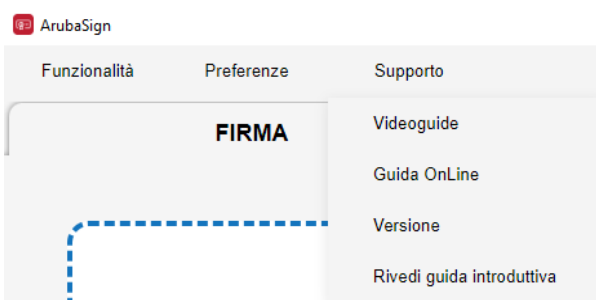 ArubaSign
Funzionalità Preferenze Supporto
FIRMA
Videoguide
Guida OnLine
Versione
Rivedi guida introduttiva